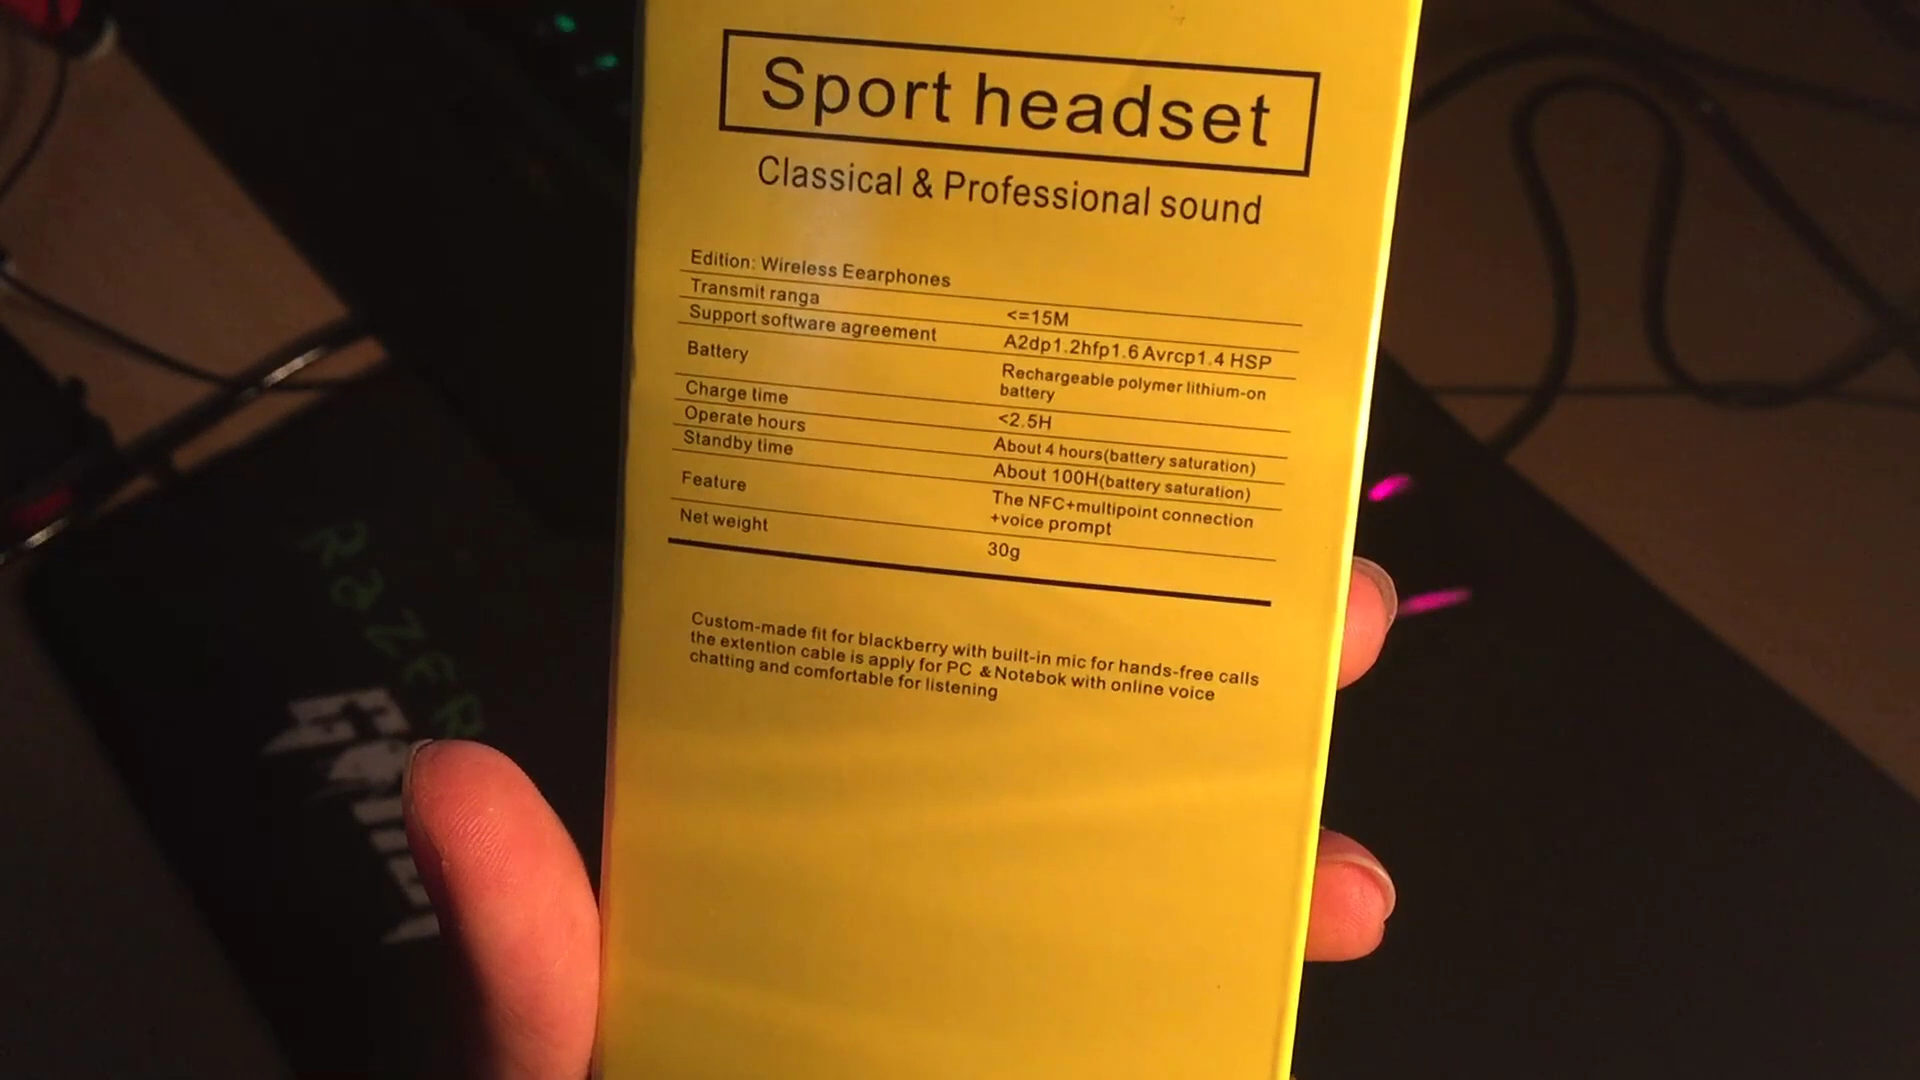 Sport headset
Classical & Professional sound
Edition: Wireless Eearphones
Transmit ranga <=15M
Support software agreement A2dp1.2hfp1.6 Avrcp1.4 HSP
Battery Rechargeable polymer lithium-on
battery
Charge time <2.5H
Operate hours About 4 hours(battery saturation)
Standby time About 100H(battery saturation)
Feature The NFC+multipoint connection
+voice prompt
Net weight 30g
Custom-made fit for blackberry with built-in mic for hands-free calls
the extention cable is apply for PC & Notebok with online voice
chatting and comfortable for listening
RaZER